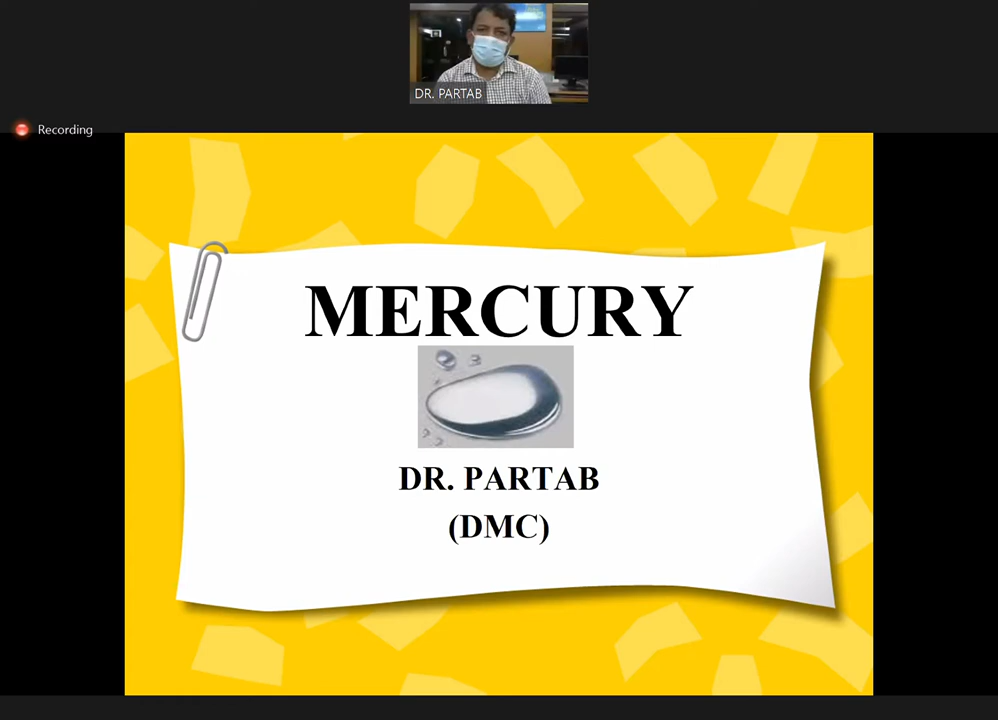 DR. PARTAB
Recording
MERCURY
DR. PARTAB
(DMC)